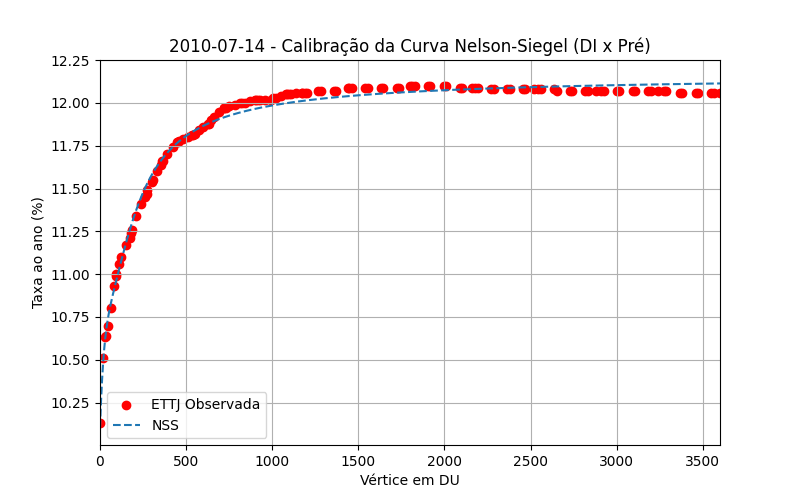 2010-07-14 - Calibração da Curva Nelson-Siegel (DI x Pré)
12.25
12.00
11.75
11.50
11.25
11.00
10.75
10.50
10.25
Taxa ao ano (%)
ETTJ Observada
NSS
0 500 1000 1500 2000 2500 3000 3500
Vértice em DU